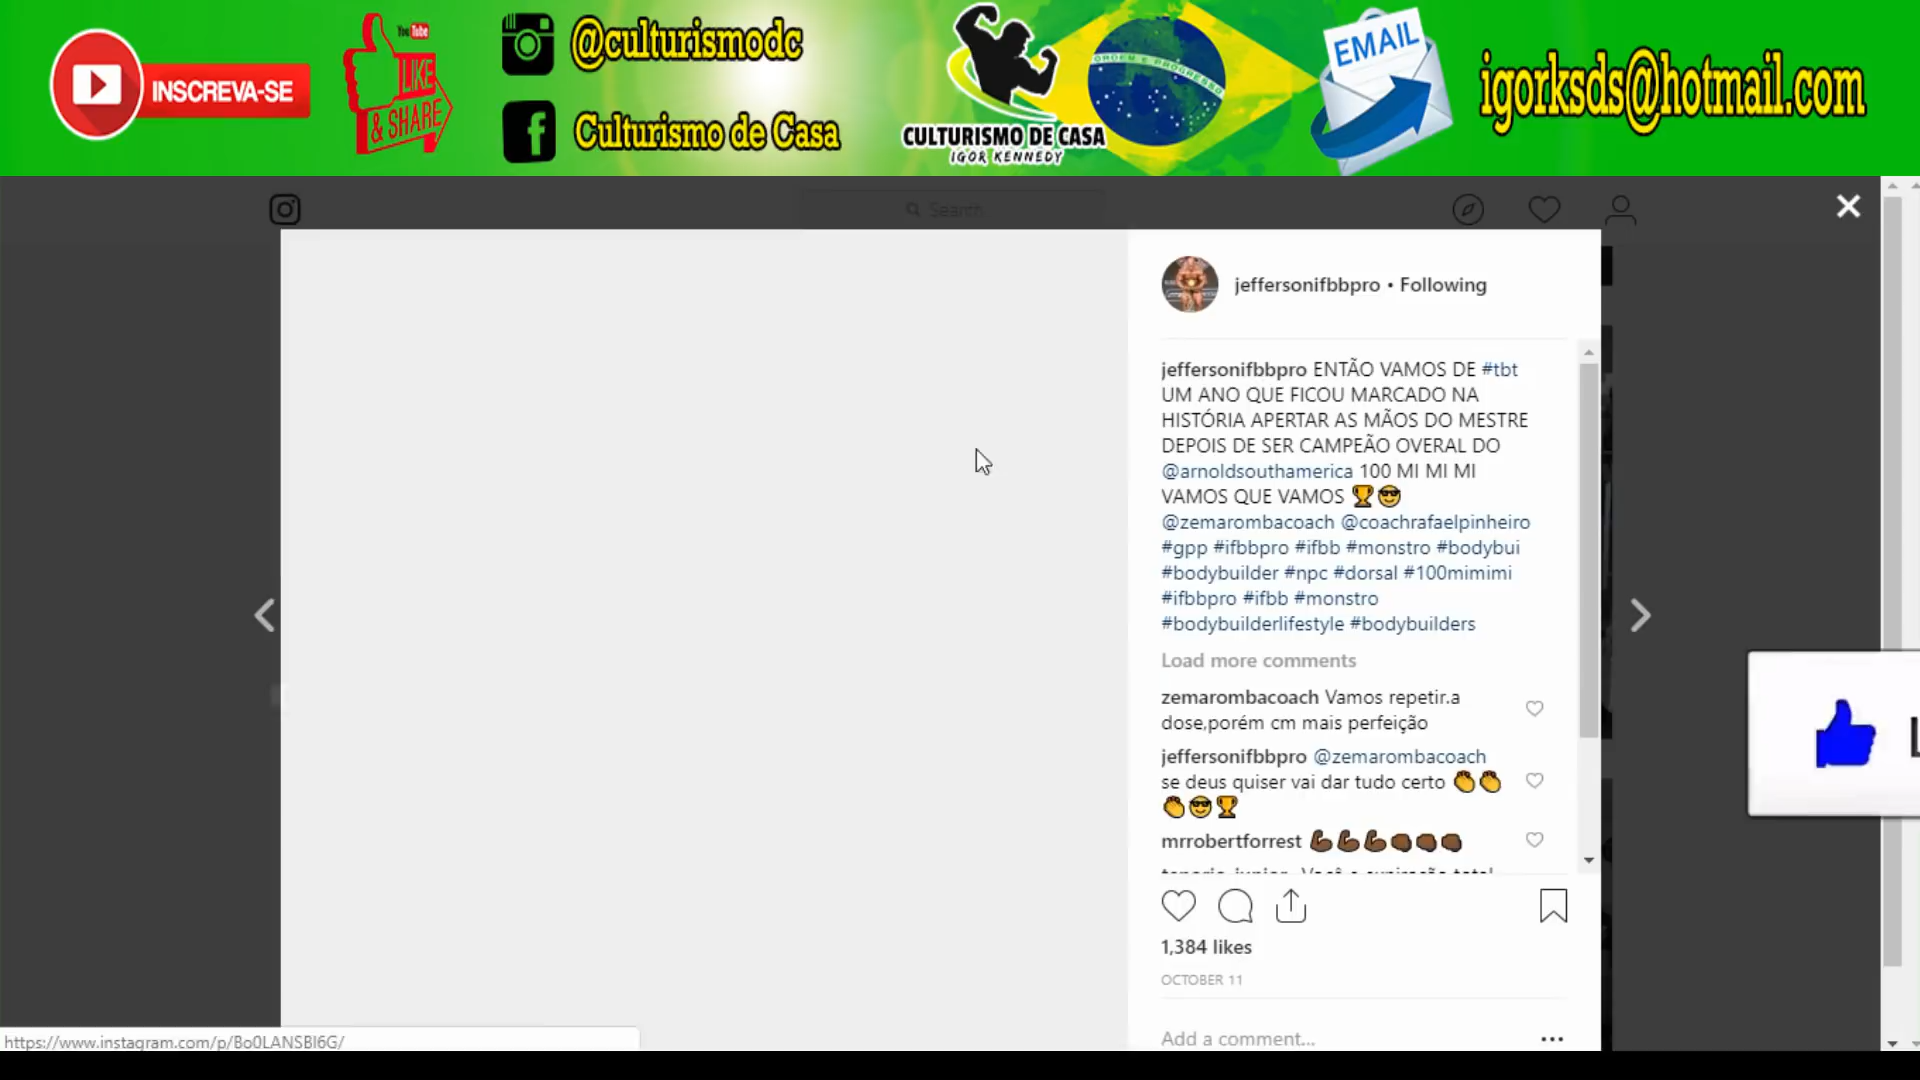 INSCREVA-SE
YouTube
LIKE
& SHARE
@culturismodc
Culturismo de Casa
CULTURISMO DE CASA
IGOR KENNEDY
ORDEM E PROGRESSO
EMAIL
igorksds@hotmail.com
Search
jeffersonifbbpro • Following
jeffersonifbbpro ENTÃO VAMOS DE #tbt
UM ANO QUE FICOU MARCADO NA
HISTÓRIA APERTAR AS MÃOS DO MESTRE
DEPOIS DE SER CAMPEÃO OVERAL DO
@arnoldsouthamerica 100 MI MI MI
VAMOS QUE VAMOS 🏆😎
@zemarombacoach @coachrafaelpinheiro
#gpp #ifbbpro #ifbb #monstro #bodybui
#bodybuilder #npc #dorsal #100mimimi
#ifbbpro #ifbb #monstro
#bodybuilderlifestyle #bodybuilders
Load more comments
zemarombacoach Vamos repetir.a
dose,porém cm mais perfeição
jeffersonifbbpro @zemarombacoach
se deus quiser vai dar tudo certo 👏👏
👏😎🏆
mrrobertforrest 💪🏿💪🏿💪🏿👊🏿👊🏿👊🏿
1,384 likes
OCTOBER 11
Add a comment...
https://www.instagram.com/p/Bo0LANSBI6G/